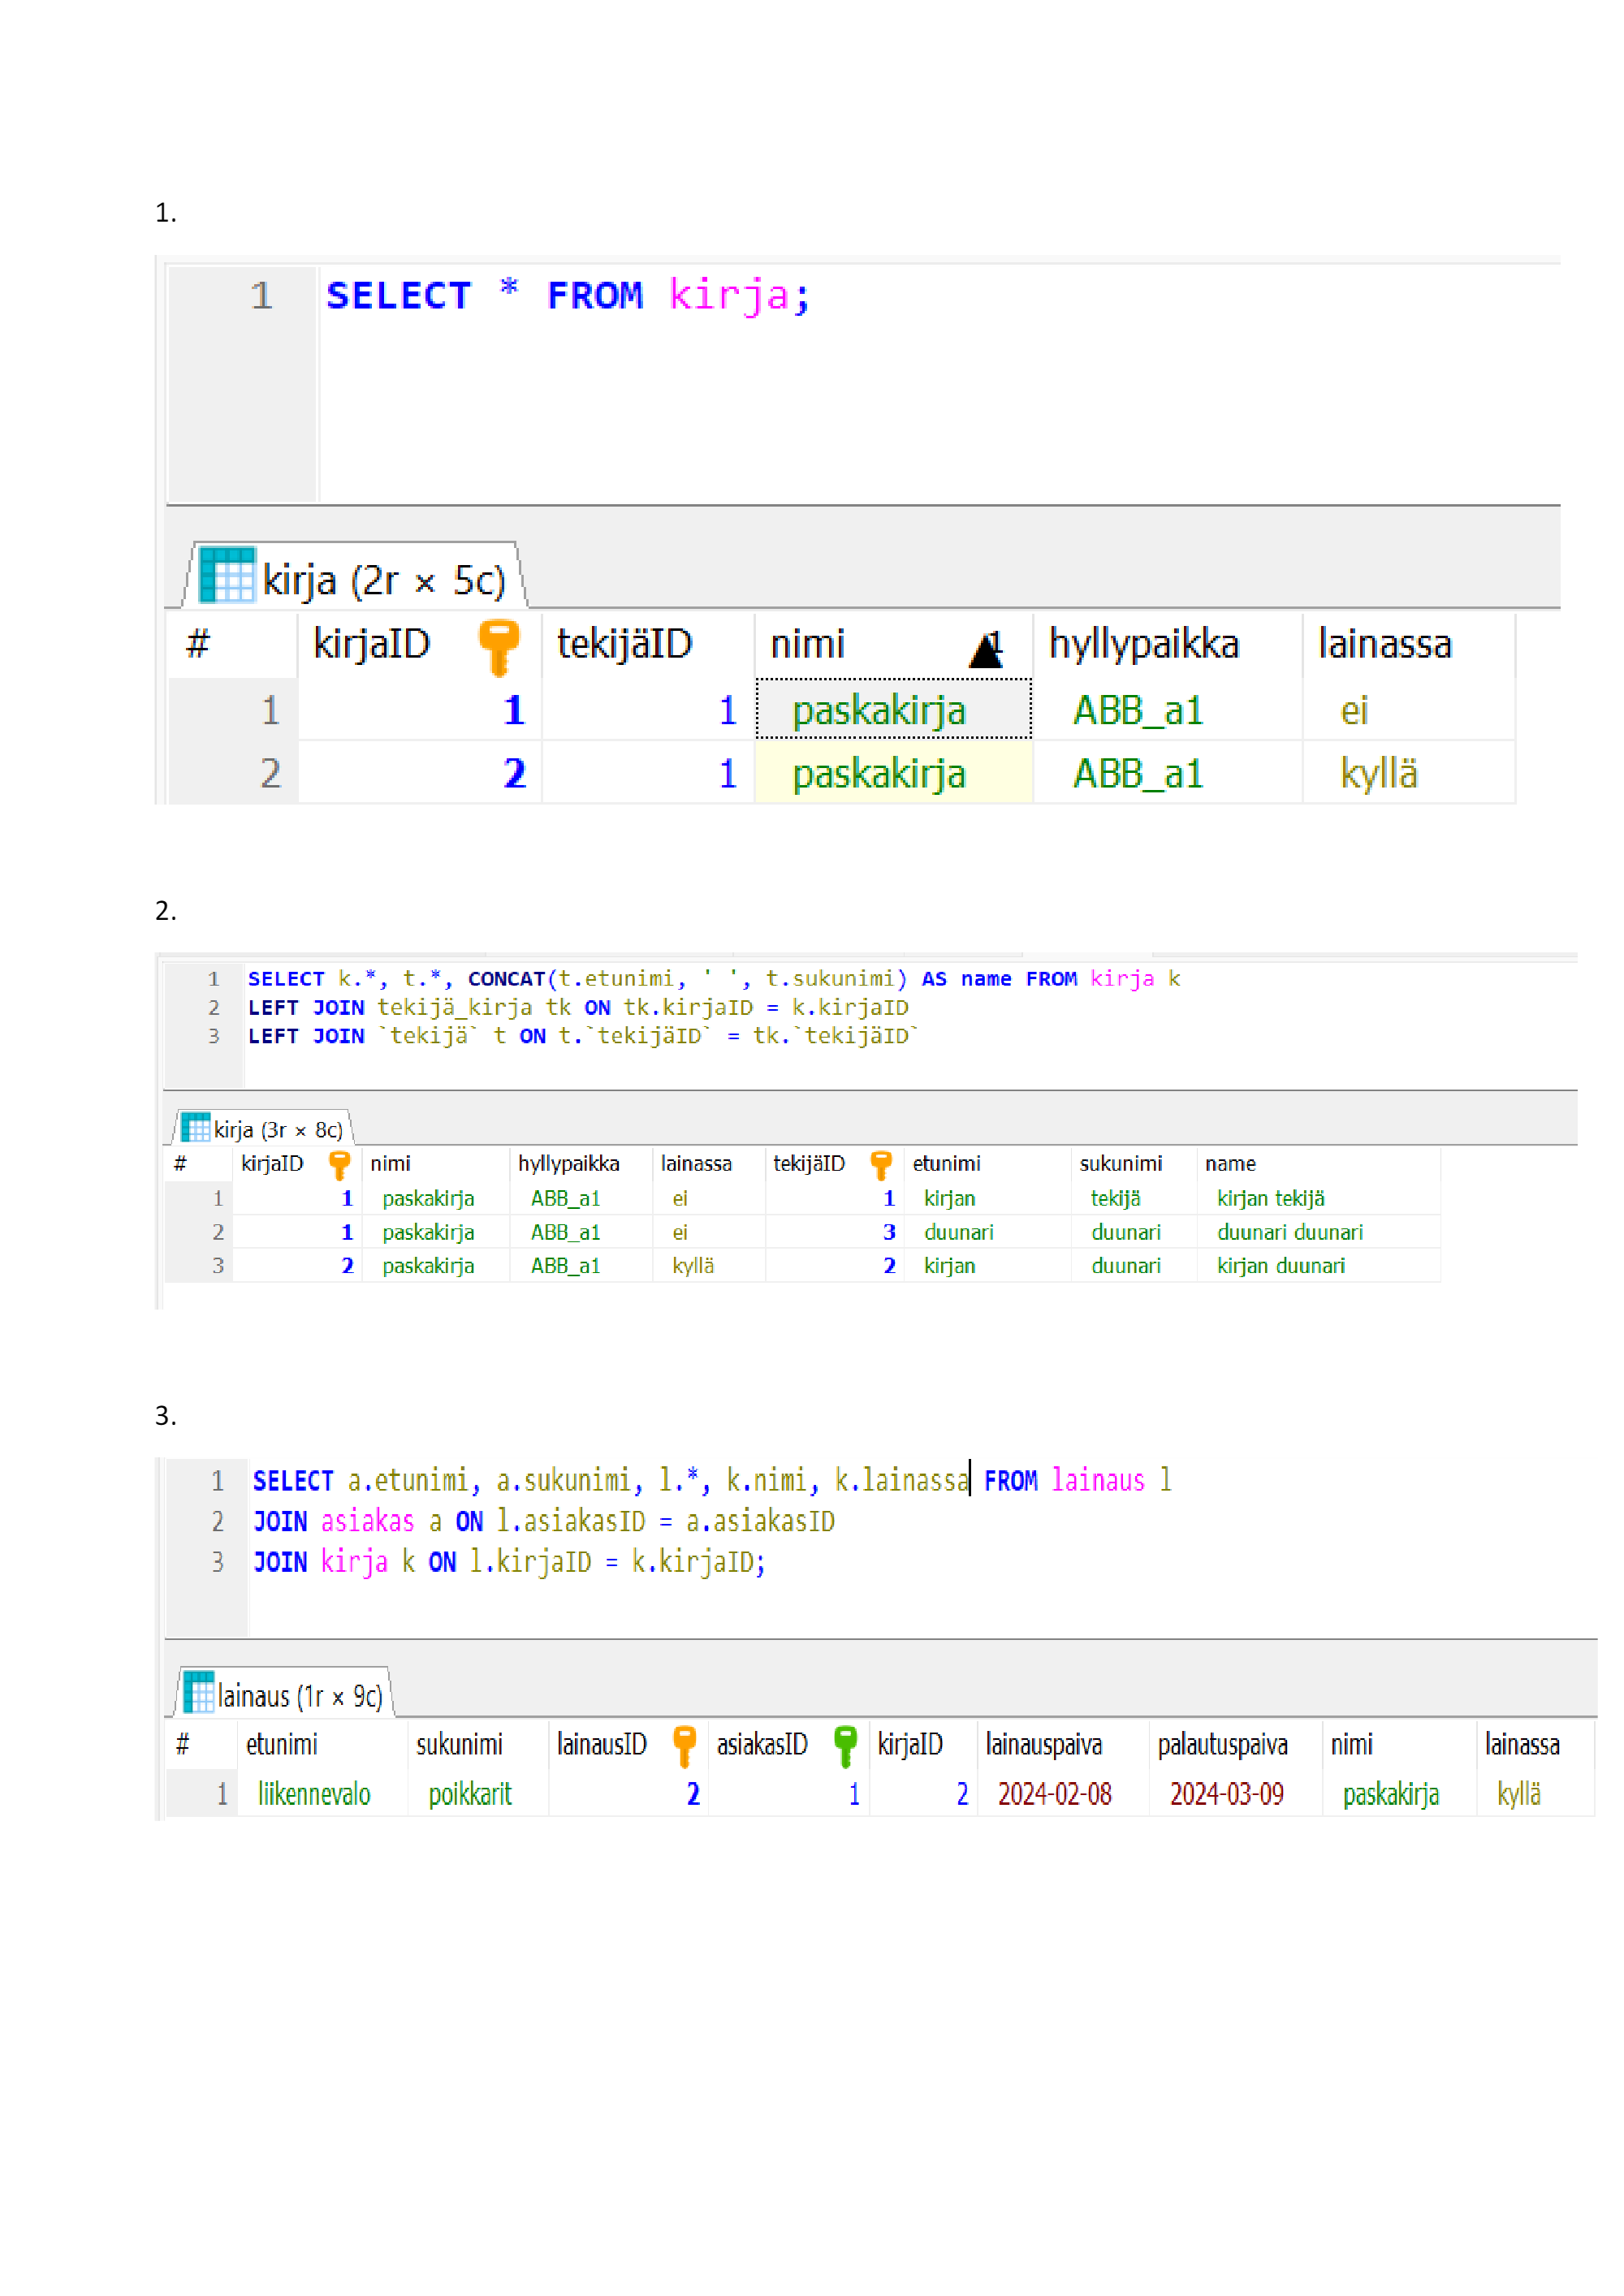 1.
1 SELECT * FROM kirja;
kirja (2r × 5c)
# kirjaID tekijäID nimi 1 hyllypaikka lainassa
1 1 1 paskakirja ABB_a1 ei
2 2 1 paskakirja ABB_a1 kyllä
2.
1 SELECT k.*, t.*, CONCAT(t.etunimi, ' ', t.sukunimi) AS name FROM kirja k
2 LEFT JOIN tekijä_kirja tk ON tk.kirjaID = k.kirjaID
3 LEFT JOIN `tekijä` t ON t.`tekijäID` = tk.`tekijäID`
kirja (3r × 8c)
# kirjaID nimi hyllypaikka lainassa tekijäID etunimi sukunimi name
1 1 paskakirja ABB_a1 ei 1 kirjan tekijä kirjan tekijä
2 1 paskakirja ABB_a1 ei 3 duunari duunari duunari duunari
3 2 paskakirja ABB_a1 kyllä 2 kirjan duunari kirjan duunari
3.
1 SELECT a.etunimi, a.sukunimi, l.*, k.nimi, k.lainassa FROM lainaus l
2 JOIN asiakas a ON l.asiakasID = a.asiakasID
3 JOIN kirja k ON l.kirjaID = k.kirjaID;
lainaus (1r × 9c)
# etunimi sukunimi lainausID asiakasID kirjaID lainauspaiva palautuspaiva nimi lainassa
1 liikennevalo poikkarit 2 1 2 2024-02-08 2024-03-09 paskakirja kyllä